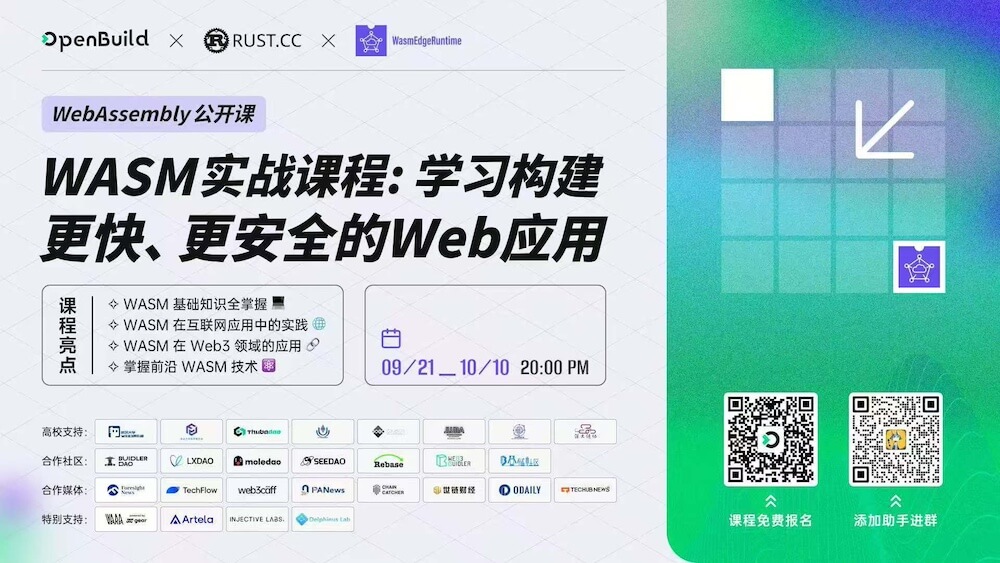 OpenBuild × RUST.CC × WasmEdgeRuntime
WebAssembly 公开课
WASM实战课程: 学习构建
更快、更安全的Web应用
课程亮点
WASM 基础知识全掌握
WASM 在互联网应用中的实践
WASM 在 Web3 领域的应用
掌握前沿 WASM 技术
09/21 — 10/10 20:00 PM
高校支持: ThubaDAO
合作社区: BUIDLER DAO LXDAO moledao SEEDAO Rebase WEB3 BUIDLER
合作媒体: Foresight News TechFlow web3caff PANews CHAIN CATCHER 世链财经 ODAILY TECHUB NEWS
特别支持: VARA powered by gear Artela INJECTIVE LABS. Delphinus Lab
课程免费报名
添加助手进群